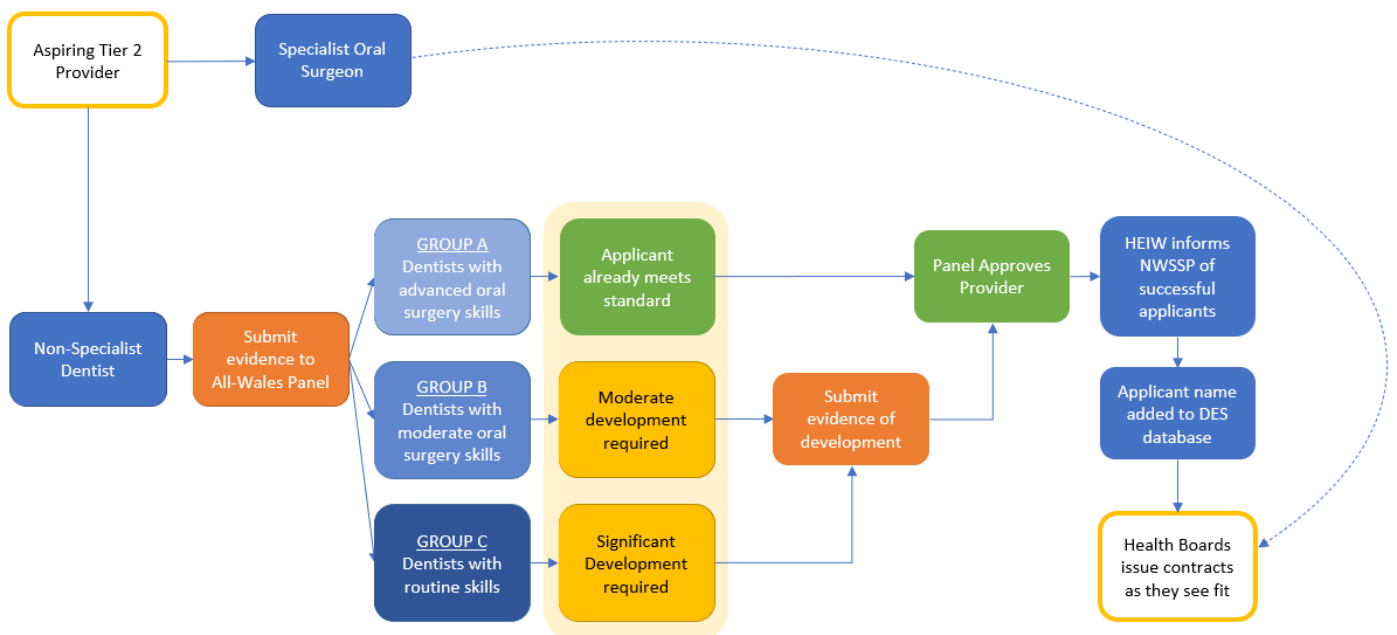 Aspiring Tier 2
Provider
Specialist Oral
Surgeon
Non-Specialist
Dentist
Submit
evidence to
All-Wales Panel
GROUP A
Dentists with
advanced oral
surgery skills
Applicant
already meets
standard
GROUP B
Dentists with
moderate oral
surgery skills
Moderate
development
required
GROUP C
Dentists with
routine skills
Significant
Development
required
Submit
evidence of
development
Panel Approves
Provider
HEIW informs
NWSSP of
successful
applicants
Applicant name
added to DES
database
Health Boards
issue contracts
as they see fit